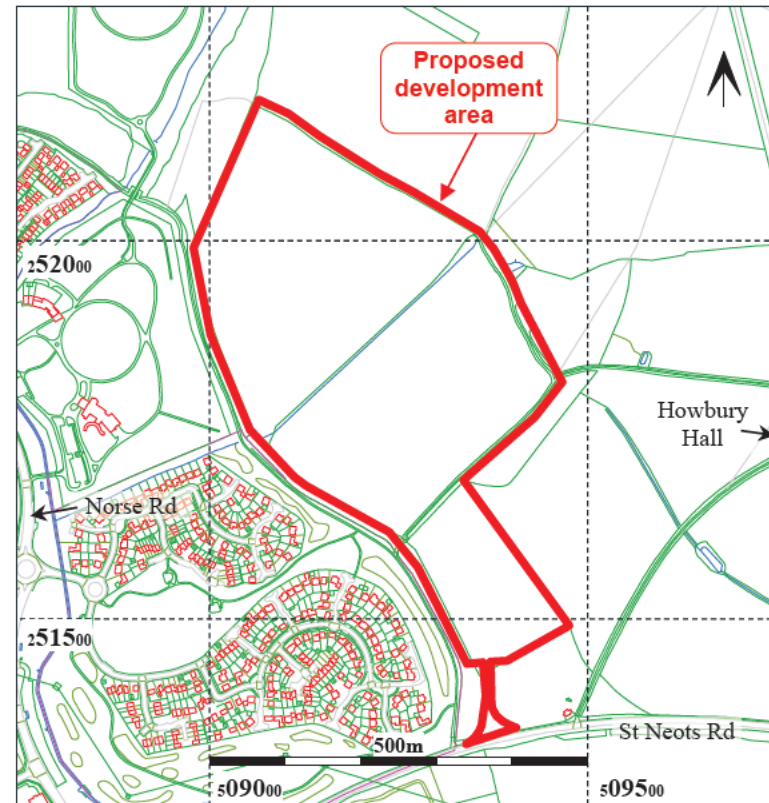 Proposed
development
area
252000
Howbury
Hall
Norse Rd
251500
St Neots Rd
500m
509000
509500